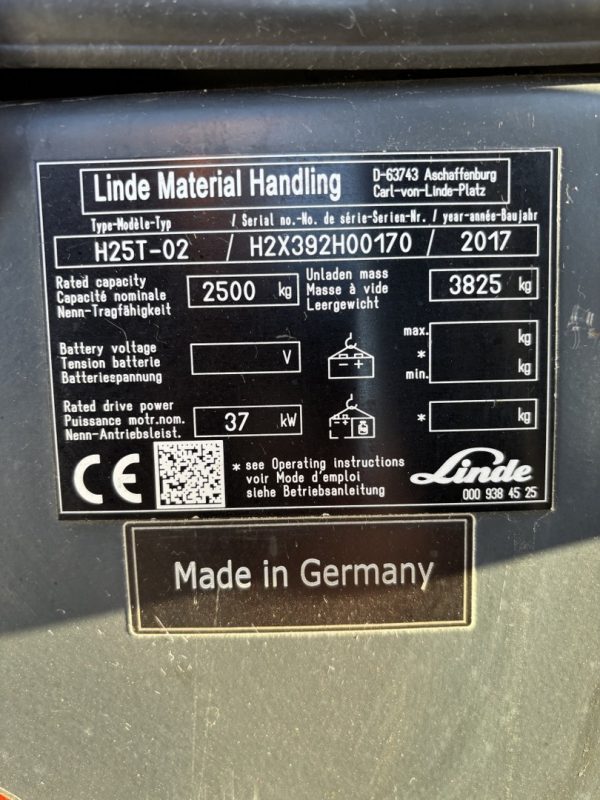 Linde Material Handling
D-63743 Aschaffenburg
Carl-von-Linde-Platz
Type-Modèle-Typ / Serial no.-No. de série-Serien-Nr. / year-année-Baujahr
H25T-02 / H2X392H00170 / 2017
Rated capacity
Capacité nominale
Nenn-Tragfähigkeit
2500 kg
Unladen mass
Masse à vide
Leergewicht
3825 kg
Battery voltage
Tension batterie
Batteriespannung
V
- +
max. kg
*
min. kg
Rated drive power
Puissance motr.nom.
Nenn-Antriebsleist.
37 kW
- +
* kg
CE
* see Operating instructions
voir Mode d'emploi
siehe Betriebsanleitung
Linde
000 938 45 25
Made in Germany